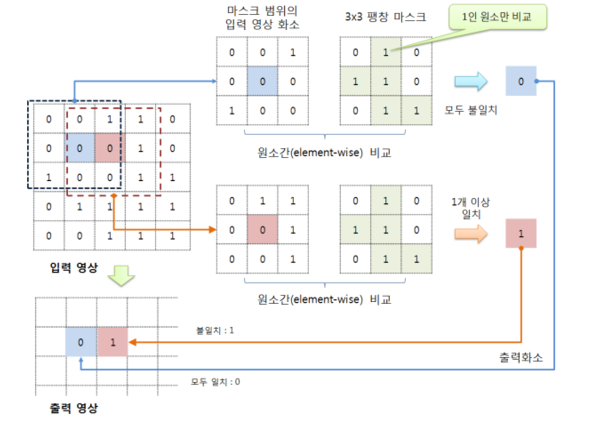 마스크 범위의
입력 영상 화소
3x3 팽창 마스크
1인 원소만 비교
0 0 1
0 0 0
1 0 0
0 1 0
1 1 0
0 1 1
0
모두 불일치
원소간(element-wise) 비교
0 0 1 1 0
0 0 0 1 0
1 0 0 1 0
0 1 1 1 1
0 0 1 1 1
입력 영상
0 1 1
0 0 1
0 0 1
0 1 0
1 1 0
0 1 1
1개 이상
일치
1
원소간(element-wise) 비교
불일치 : 1
0 1
출력화소
모두 일치 : 0
출력 영상